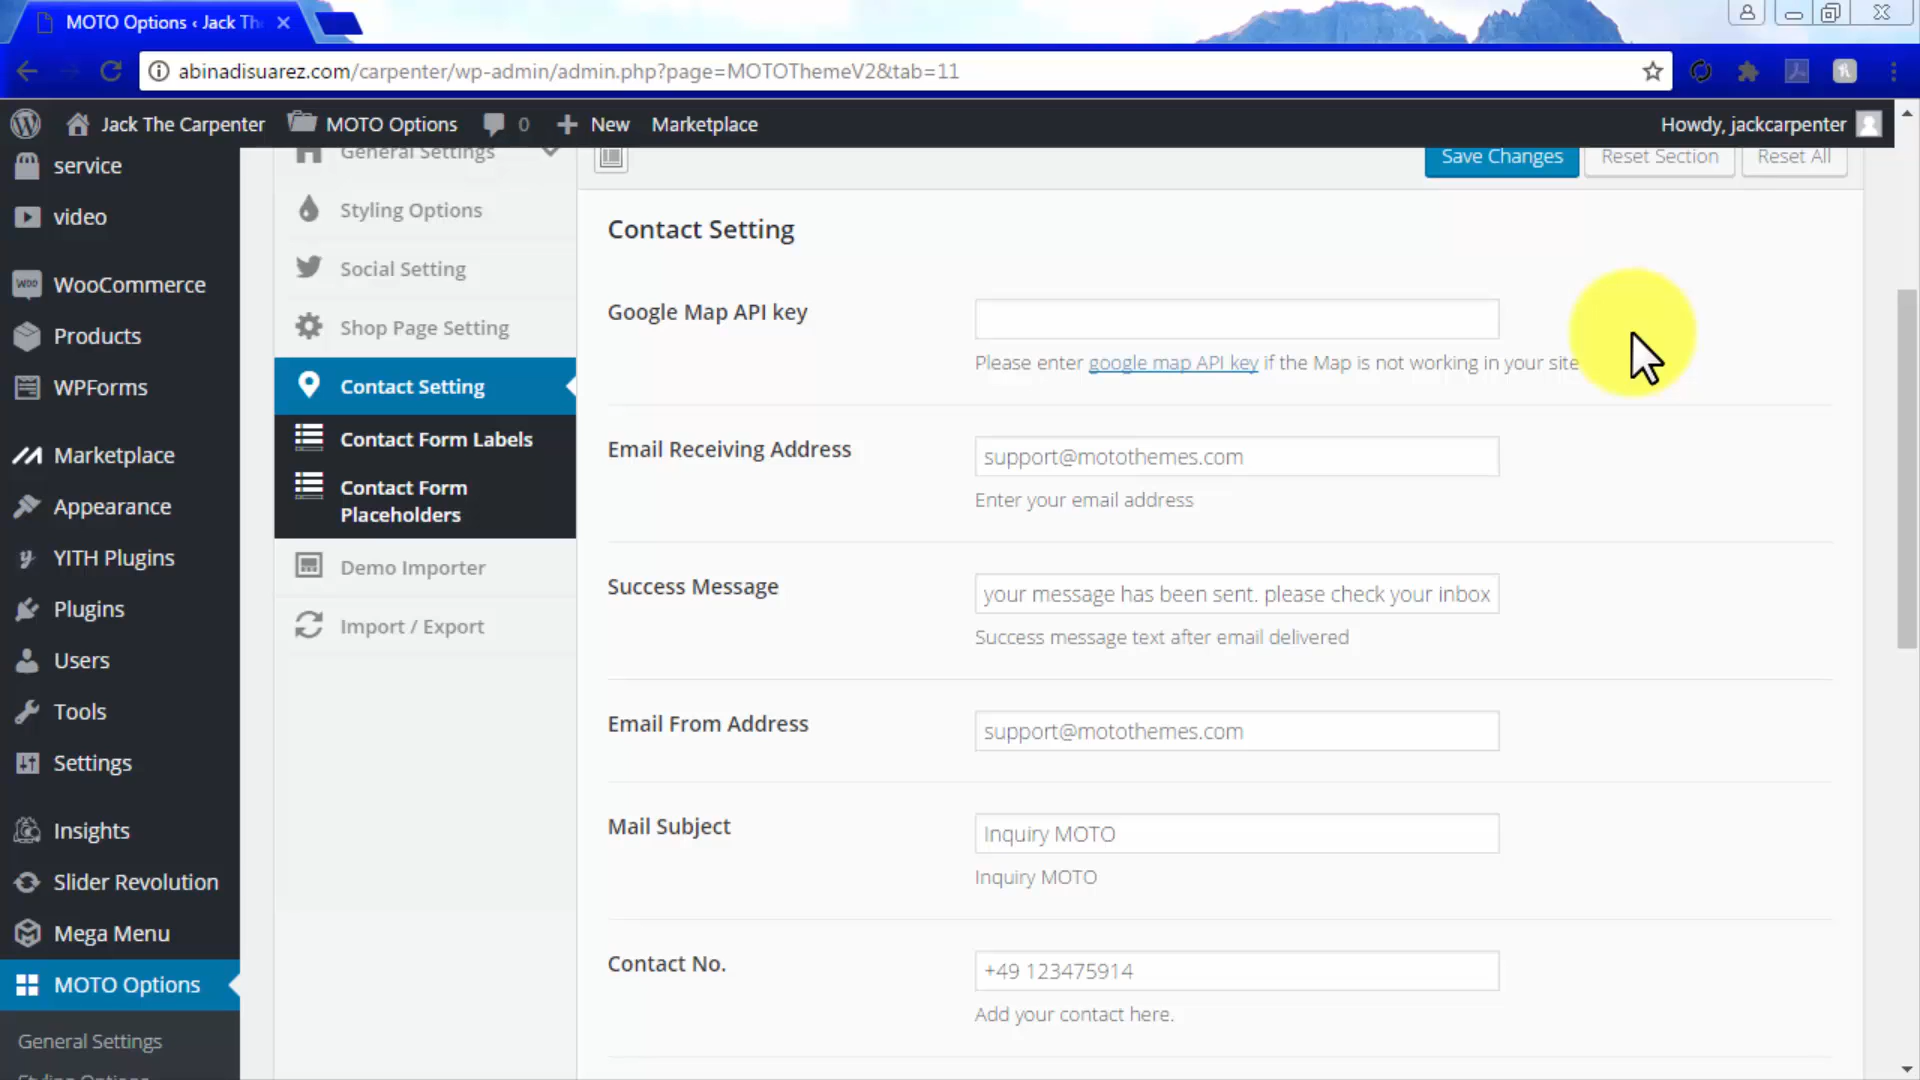 MOTO Options ‹ Jack Th
abinadisuarez.com/carpenter/wp-admin/admin.php?page=MOTOThemeV2&tab=11
Jack The Carpenter
MOTO Options
0
New
Marketplace
Howdy, jackcarpenter
service
video
WooCommerce
Products
WPForms
Marketplace
Appearance
YITH Plugins
Plugins
Users
Tools
Settings
Insights
Slider Revolution
Mega Menu
MOTO Options
General Settings
Styling Options
General Settings
Styling Options
Social Setting
Shop Page Setting
Contact Setting
Contact Form Labels
Contact Form
Placeholders
Demo Importer
Import / Export
Save Changes
Reset Section
Reset All
Contact Setting
Google Map API key
Please enter google map API key if the Map is not working in your site
Email Receiving Address
support@motothemes.com
Enter your email address
Success Message
your message has been sent. please check your inbox
Success message text after email delivered
Email From Address
support@motothemes.com
Mail Subject
Inquiry MOTO
Inquiry MOTO
Contact No.
+49 123475914
Add your contact here.